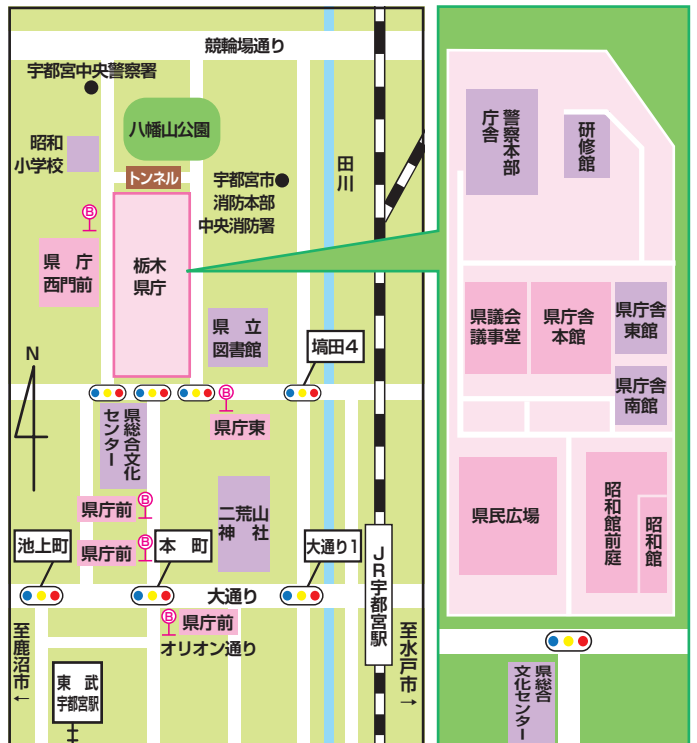 競輪場通り
宇都宮中央警察署
八幡山公園
昭和
小学校
トンネル
宇都宮市
消防本部
中央消防署
田川
B
県 庁
西門前
栃木
県庁
県 立
図書館
塙田4
N
B
県庁東
県総合文化
センター
県庁前
B
二荒山
神 社
池上町
県庁前
B
本 町
大通り1
大通り
JR宇都宮駅
B
県庁前
オリオン通り
至鹿沼市
↓
至水戸市
↓
東 武
宇都宮駅
警察本部
庁舎
研修館
県議会
議事堂
県庁舎
本館
県庁舎
東館
県庁舎
南館
県民広場
昭和館前庭
昭和館
県総合
文化センター